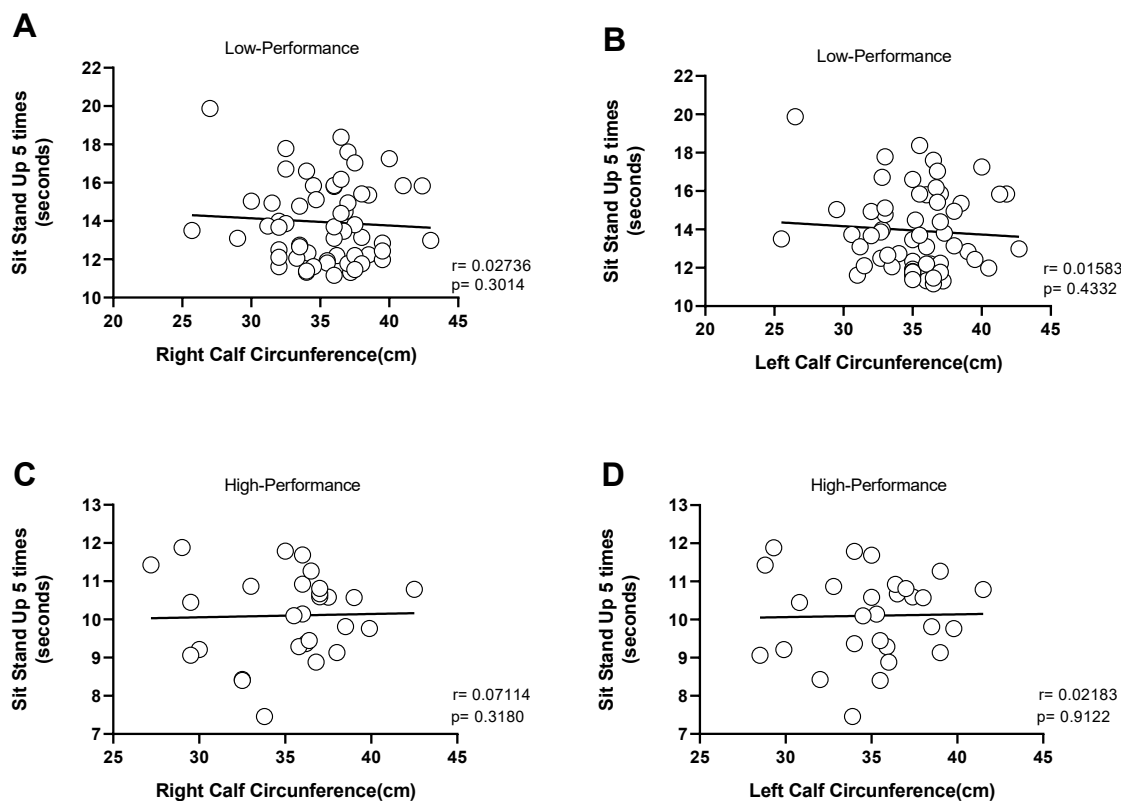 A
Low-Performance
Sit Stand Up 5 times
(seconds)
22
20
18
16
14
12
10
20
25
30
35
40
45
r= 0.02736
p= 0.3014
Right Calf Circunference(cm)
B
Low-Performance
Sit Stand Up 5 times
(seconds)
22
20
18
16
14
12
10
20
25
30
35
40
45
r= 0.01583
p= 0.4332
Left Calf Circunference(cm)
C
High-Performance
Sit Stand Up 5 times
(seconds)
13
12
11
10
9
8
7
25
30
35
40
45
r= 0.07114
p= 0.3180
Right Calf Circunference(cm)
D
High-Performance
Sit Stand Up 5 times
(seconds)
13
12
11
10
9
8
7
25
30
35
40
45
r= 0.02183
p= 0.9122
Left Calf Circunference(cm)